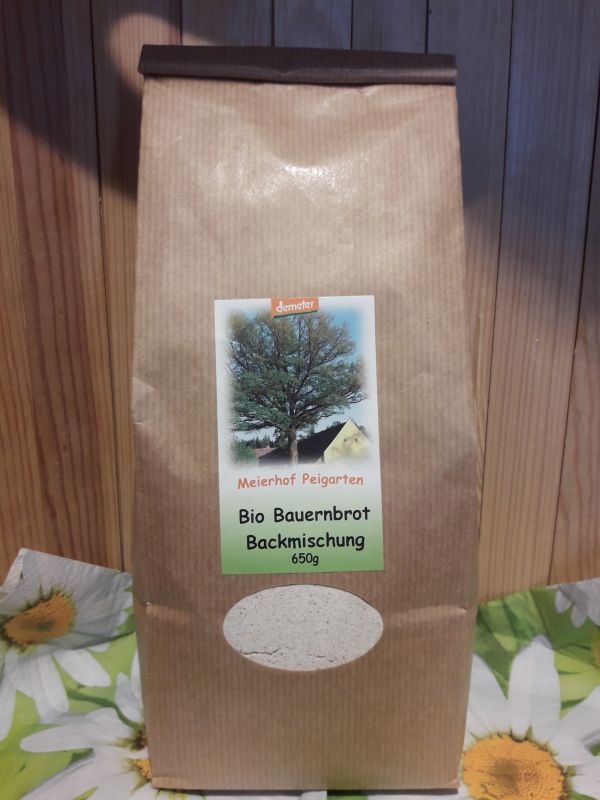 demeter
Meierhof Peigarten
Bio Bauernbrot
Backmischung
650g